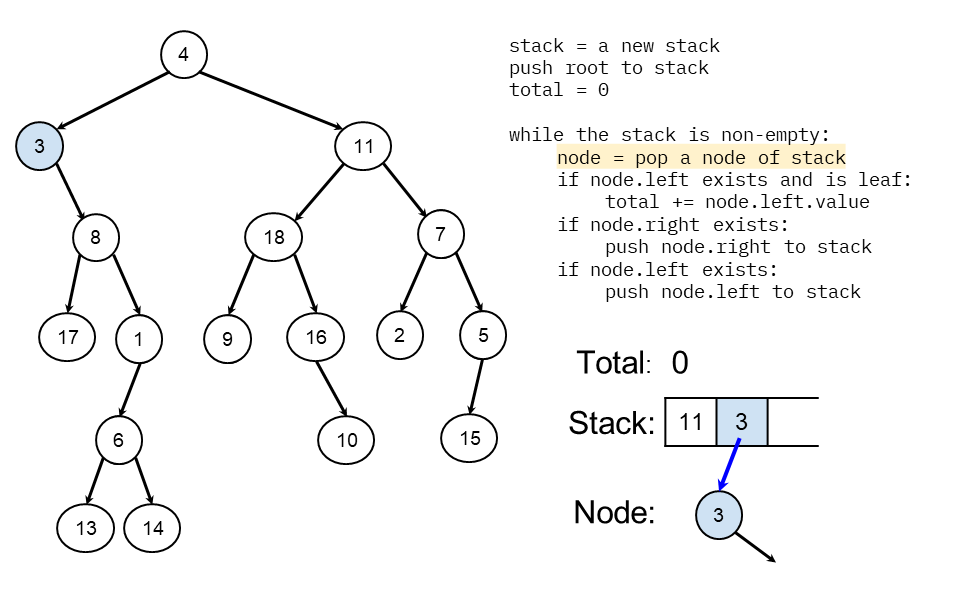 4
3
11
8
18
7
17
1
9
16
2
5
6
10
15
13
14
stack = a new stack
push root to stack
total = 0
while the stack is non-empty:
node = pop a node of stack
if node.left exists and is leaf:
total += node.left.value
if node.right exists:
push node.right to stack
if node.left exists:
push node.left to stack
Total: 0
Stack: 11 3
Node: 3